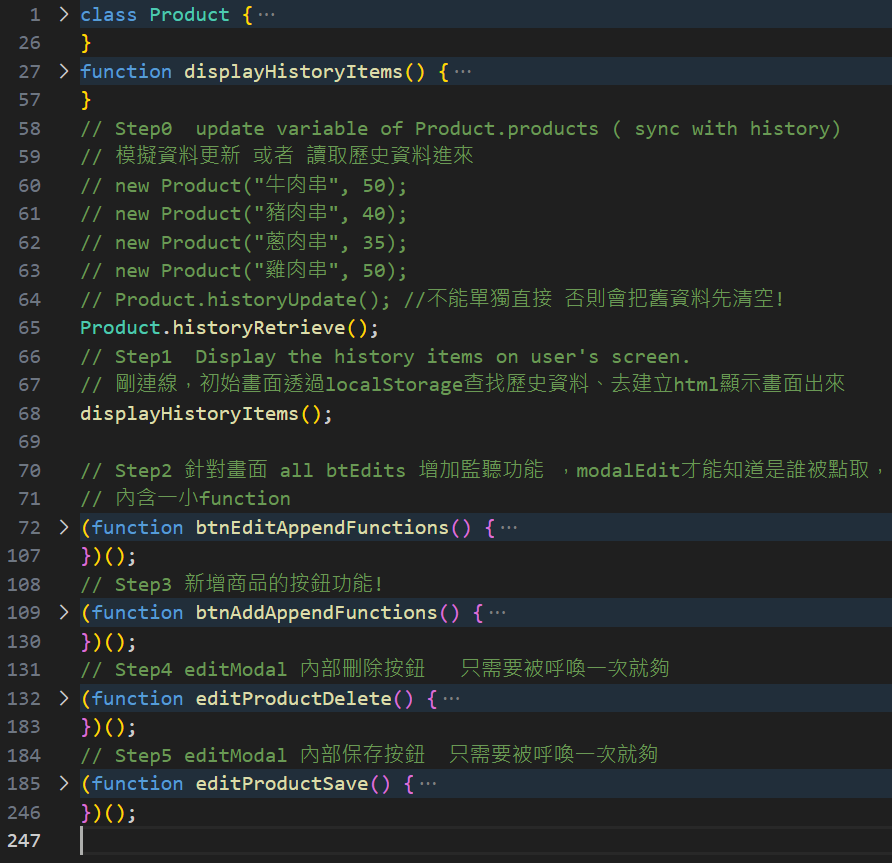 1 class Product {…
26 }
27 function displayHistoryItems() {…
57 }
58 // Step0  update variable of Product.products ( sync with history)
59 // 模擬資料更新 或者 讀取歷史資料進來
60 // new Product("牛肉串", 50);
61 // new Product("豬肉串", 40);
62 // new Product("蔥肉串", 35);
63 // new Product("雞肉串", 50);
64 // Product.historyUpdate(); //不能單獨直接 否則會把舊資料先清空!
65 Product.historyRetrieve();
66 // Step1  Display the history items on user's screen.
67 // 剛連線，初始畫面透過localStorage查找歷史資料、去建立html顯示畫面出來
68 displayHistoryItems();
69
70 // Step2 針對畫面 all btEdits 增加監聽功能 ，modalEdit才能知道是誰被點取，
71 // 內含一小function
72 (function btnEditAppendFunctions() {…
107 })();
108 // Step3 新增商品的按鈕功能!
109 (function btnAddAppendFunctions() {…
130 })();
131 // Step4 editModal 內部刪除按鈕   只需要被呼喚一次就夠
132 (function editProductDelete() {…
183 })();
184 // Step5 editModal 內部保存按鈕  只需要被呼喚一次就夠
185 (function editProductSave() {…
246 })();
247